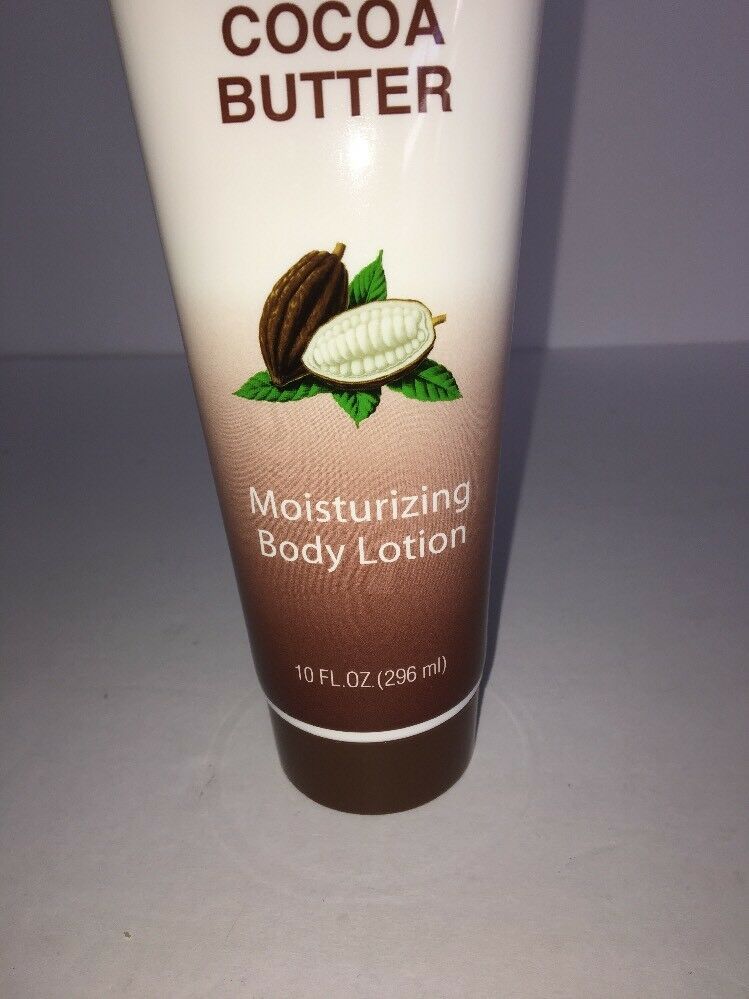 COCOA
BUTTER
Moisturizing
Body Lotion
10 FL.OZ.(296 ml)